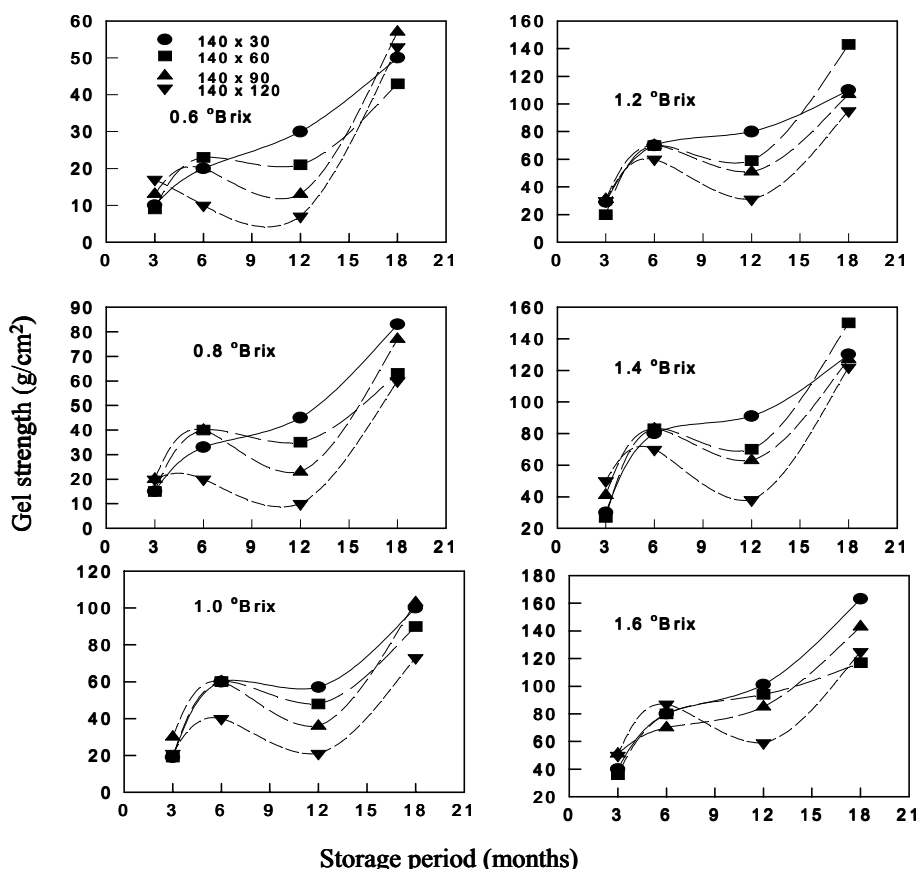 60
50
40
30
20
10
0
140 x 30
140 x 60
140 x 90
140 x 120
0.6 °Brix
0 3 6 9 12 15 18 21
160
140
120
100
80
60
40
20
0
1.2 °Brix
0 3 6 9 12 15 18 21
Gel strength (g/cm²)
90
80
70
60
50
40
30
20
10
0
0.8 °Brix
0 3 6 9 12 15 18 21
160
140
120
100
80
60
40
20
1.4 °Brix
0 3 6 9 12 15 18 21
120
100
80
60
40
20
0
1.0 °Brix
0 3 6 9 12 15 18 21
180
160
140
120
100
80
60
40
20
1.6 °Brix
0 3 6 9 12 15 18 21
Storage period (months)